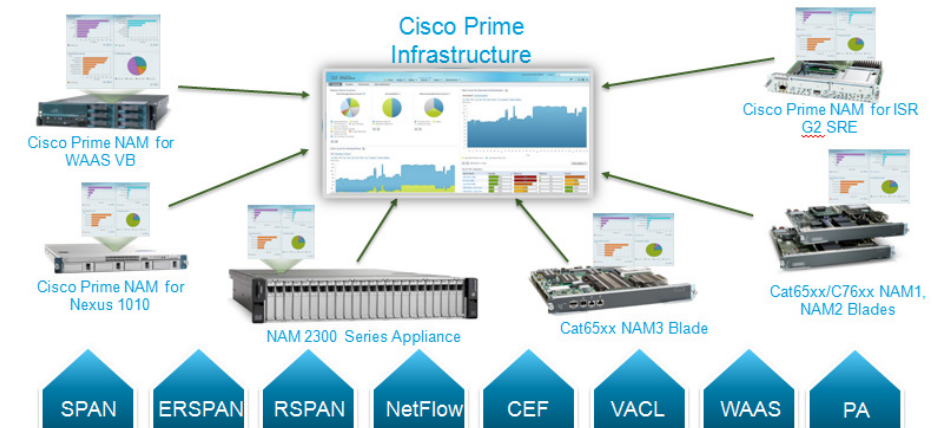 Cisco Prime
Infrastructure
Cisco Prime NAM for
WAAS VB
Cisco Prime NAM for ISR
G2 SRE
Cisco Prime NAM for
Nexus 1010
NAM 2300 Series Appliance
Cat65xx NAM3 Blade
Cat65xx/C76xx NAM1,
NAM2 Blades
SPAN
ERSPAN
RSPAN
NetFlow
CEF
VACL
WAAS
PA